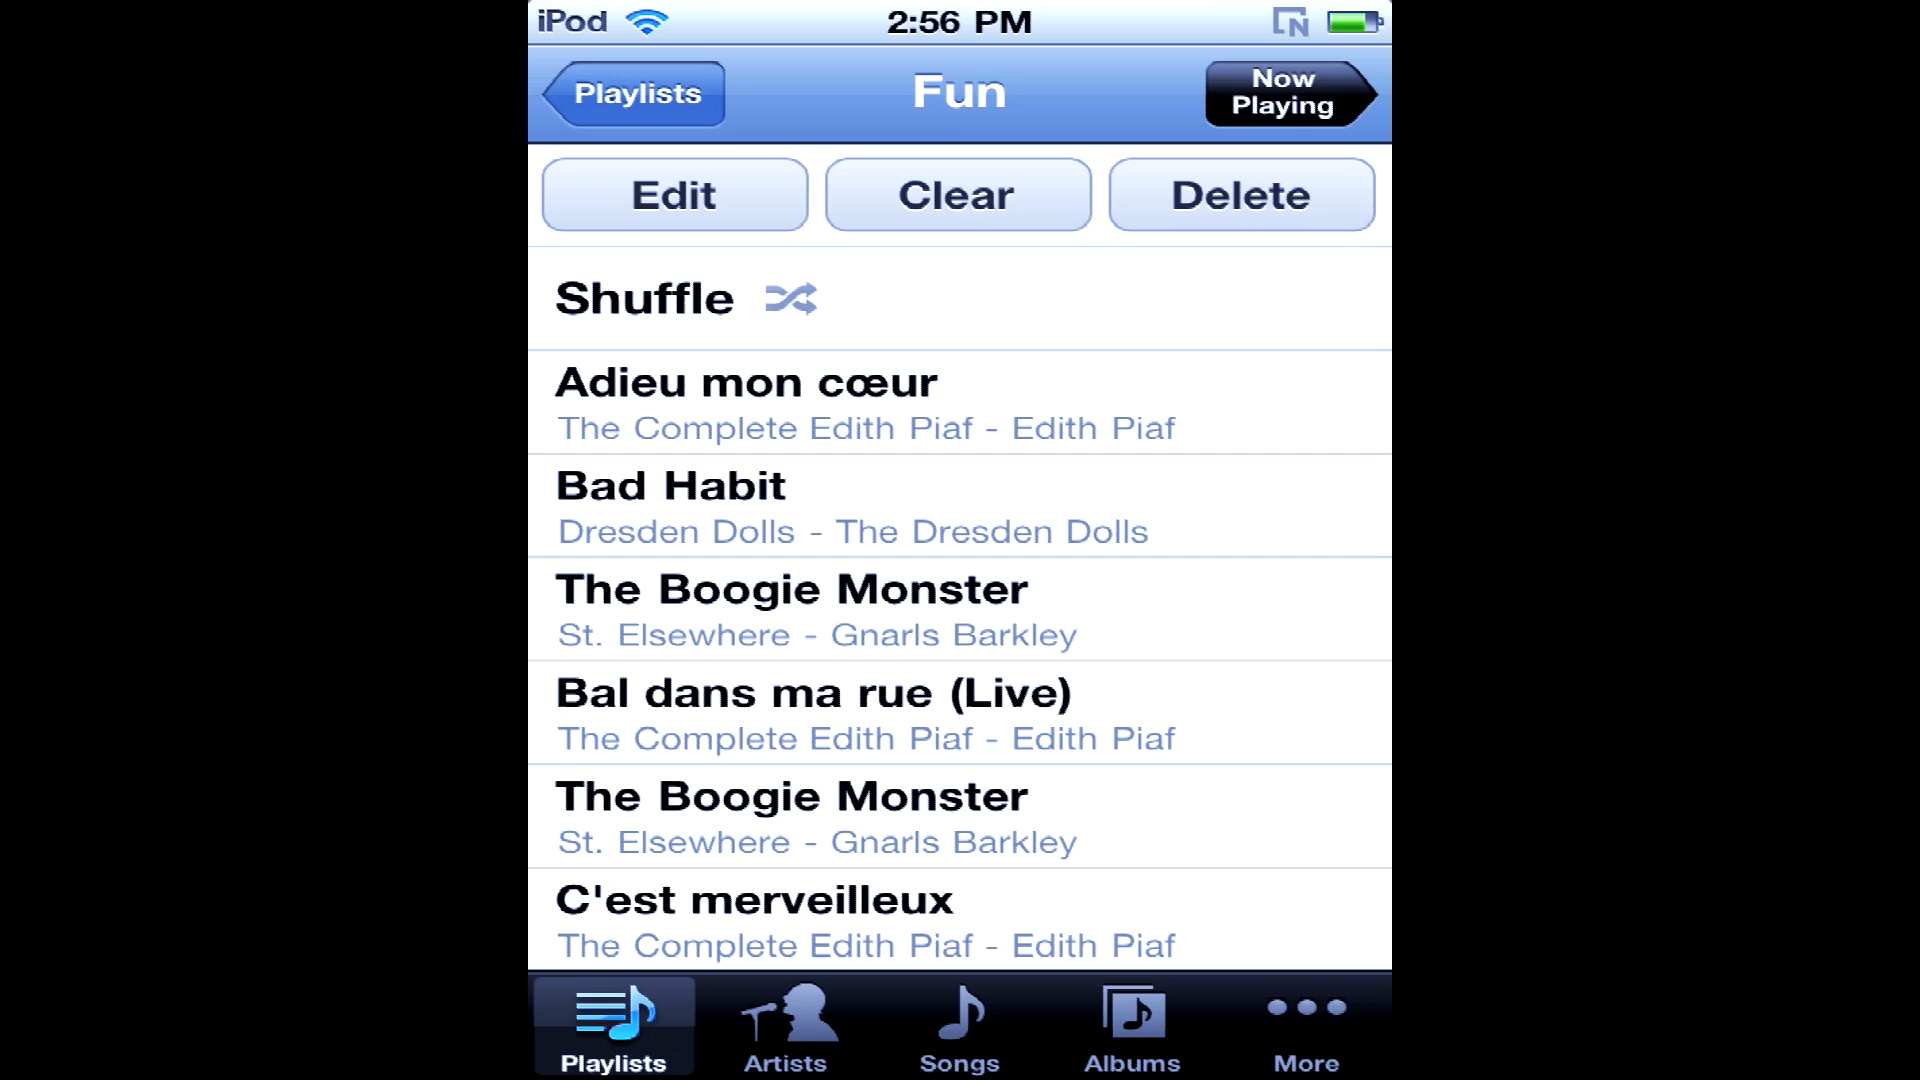 iPod 2:56 PM
Playlists Fun Now Playing
Edit Clear Delete
Shuffle
Adieu mon cœur
The Complete Edith Piaf - Edith Piaf
Bad Habit
Dresden Dolls - The Dresden Dolls
The Boogie Monster
St. Elsewhere - Gnarls Barkley
Bal dans ma rue (Live)
The Complete Edith Piaf - Edith Piaf
The Boogie Monster
St. Elsewhere - Gnarls Barkley
C'est merveilleux
The Complete Edith Piaf - Edith Piaf
Playlists Artists Songs Albums More